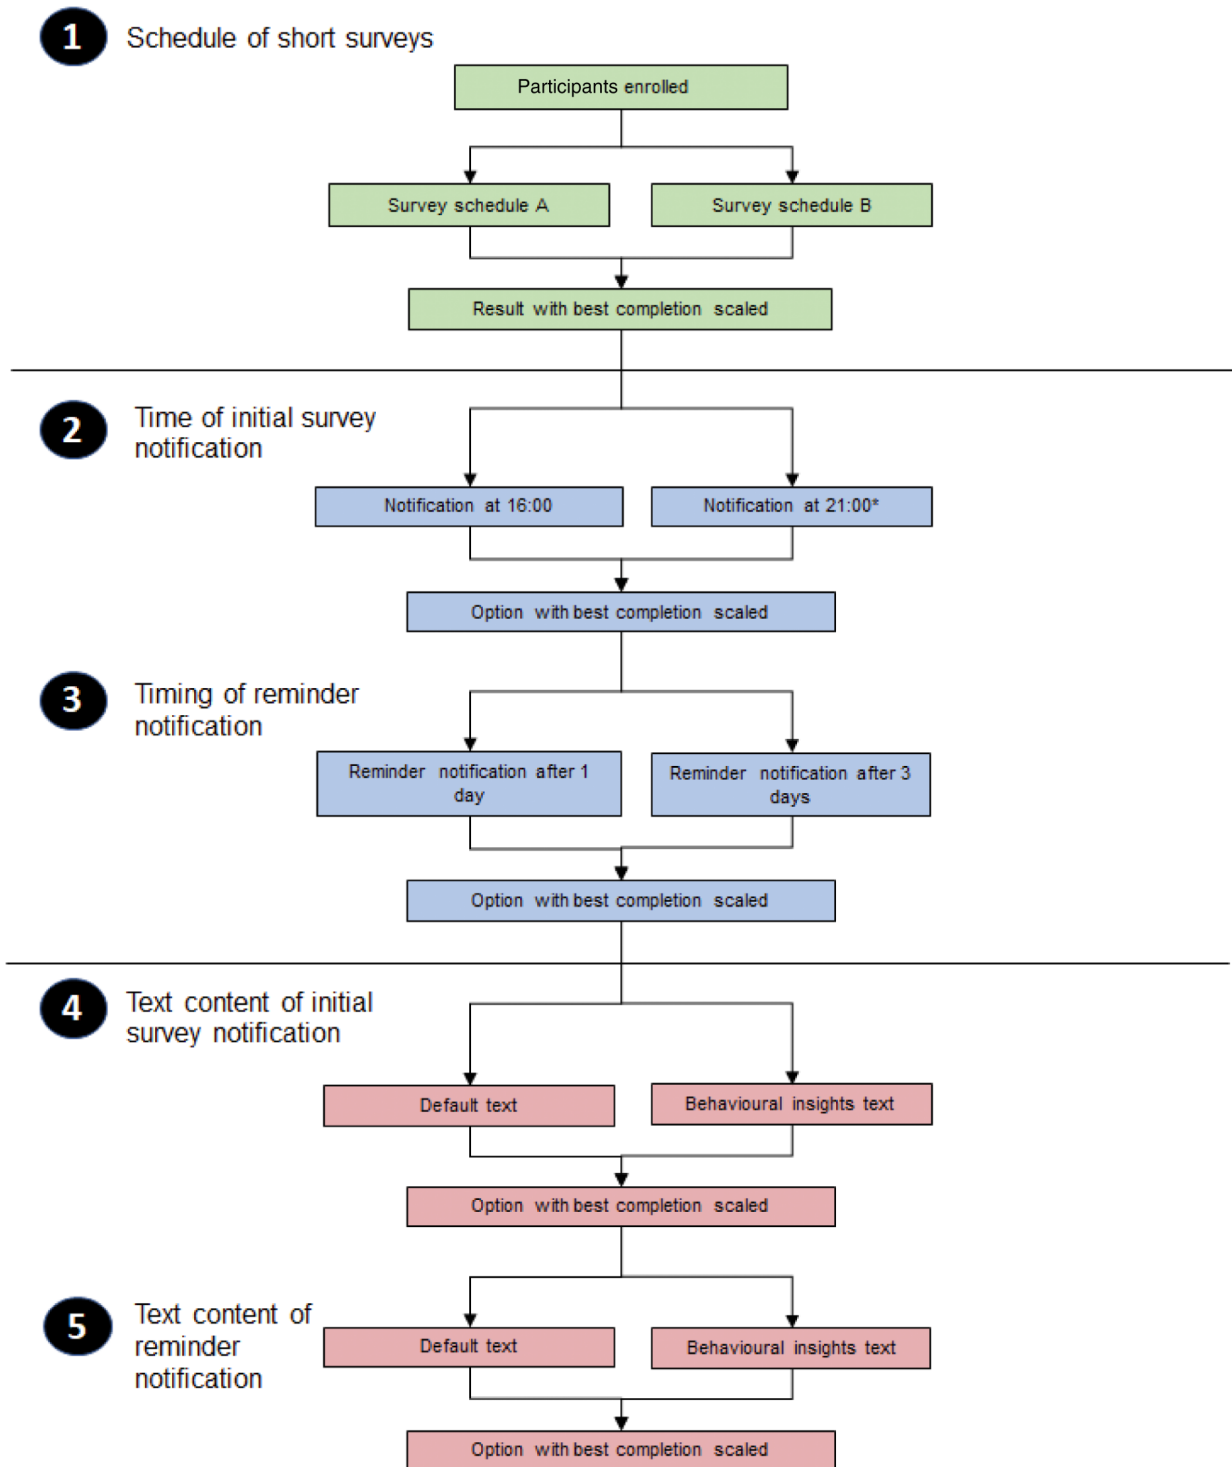 1 Schedule of short surveys
Participants enrolled
Survey schedule A
Survey schedule B
Result with best completion scaled
2 Time of initial survey
notification
Notification at 16:00
Notification at 21:00*
Option with best completion scaled
3 Timing of reminder
notification
Reminder notification after 1
day
Reminder notification after 3
days
Option with best completion scaled
4 Text content of initial
survey notification
Default text
Behavioural insights text
Option with best completion scaled
5 Text content of
reminder
notification
Default text
Behavioural insights text
Option with best completion scaled